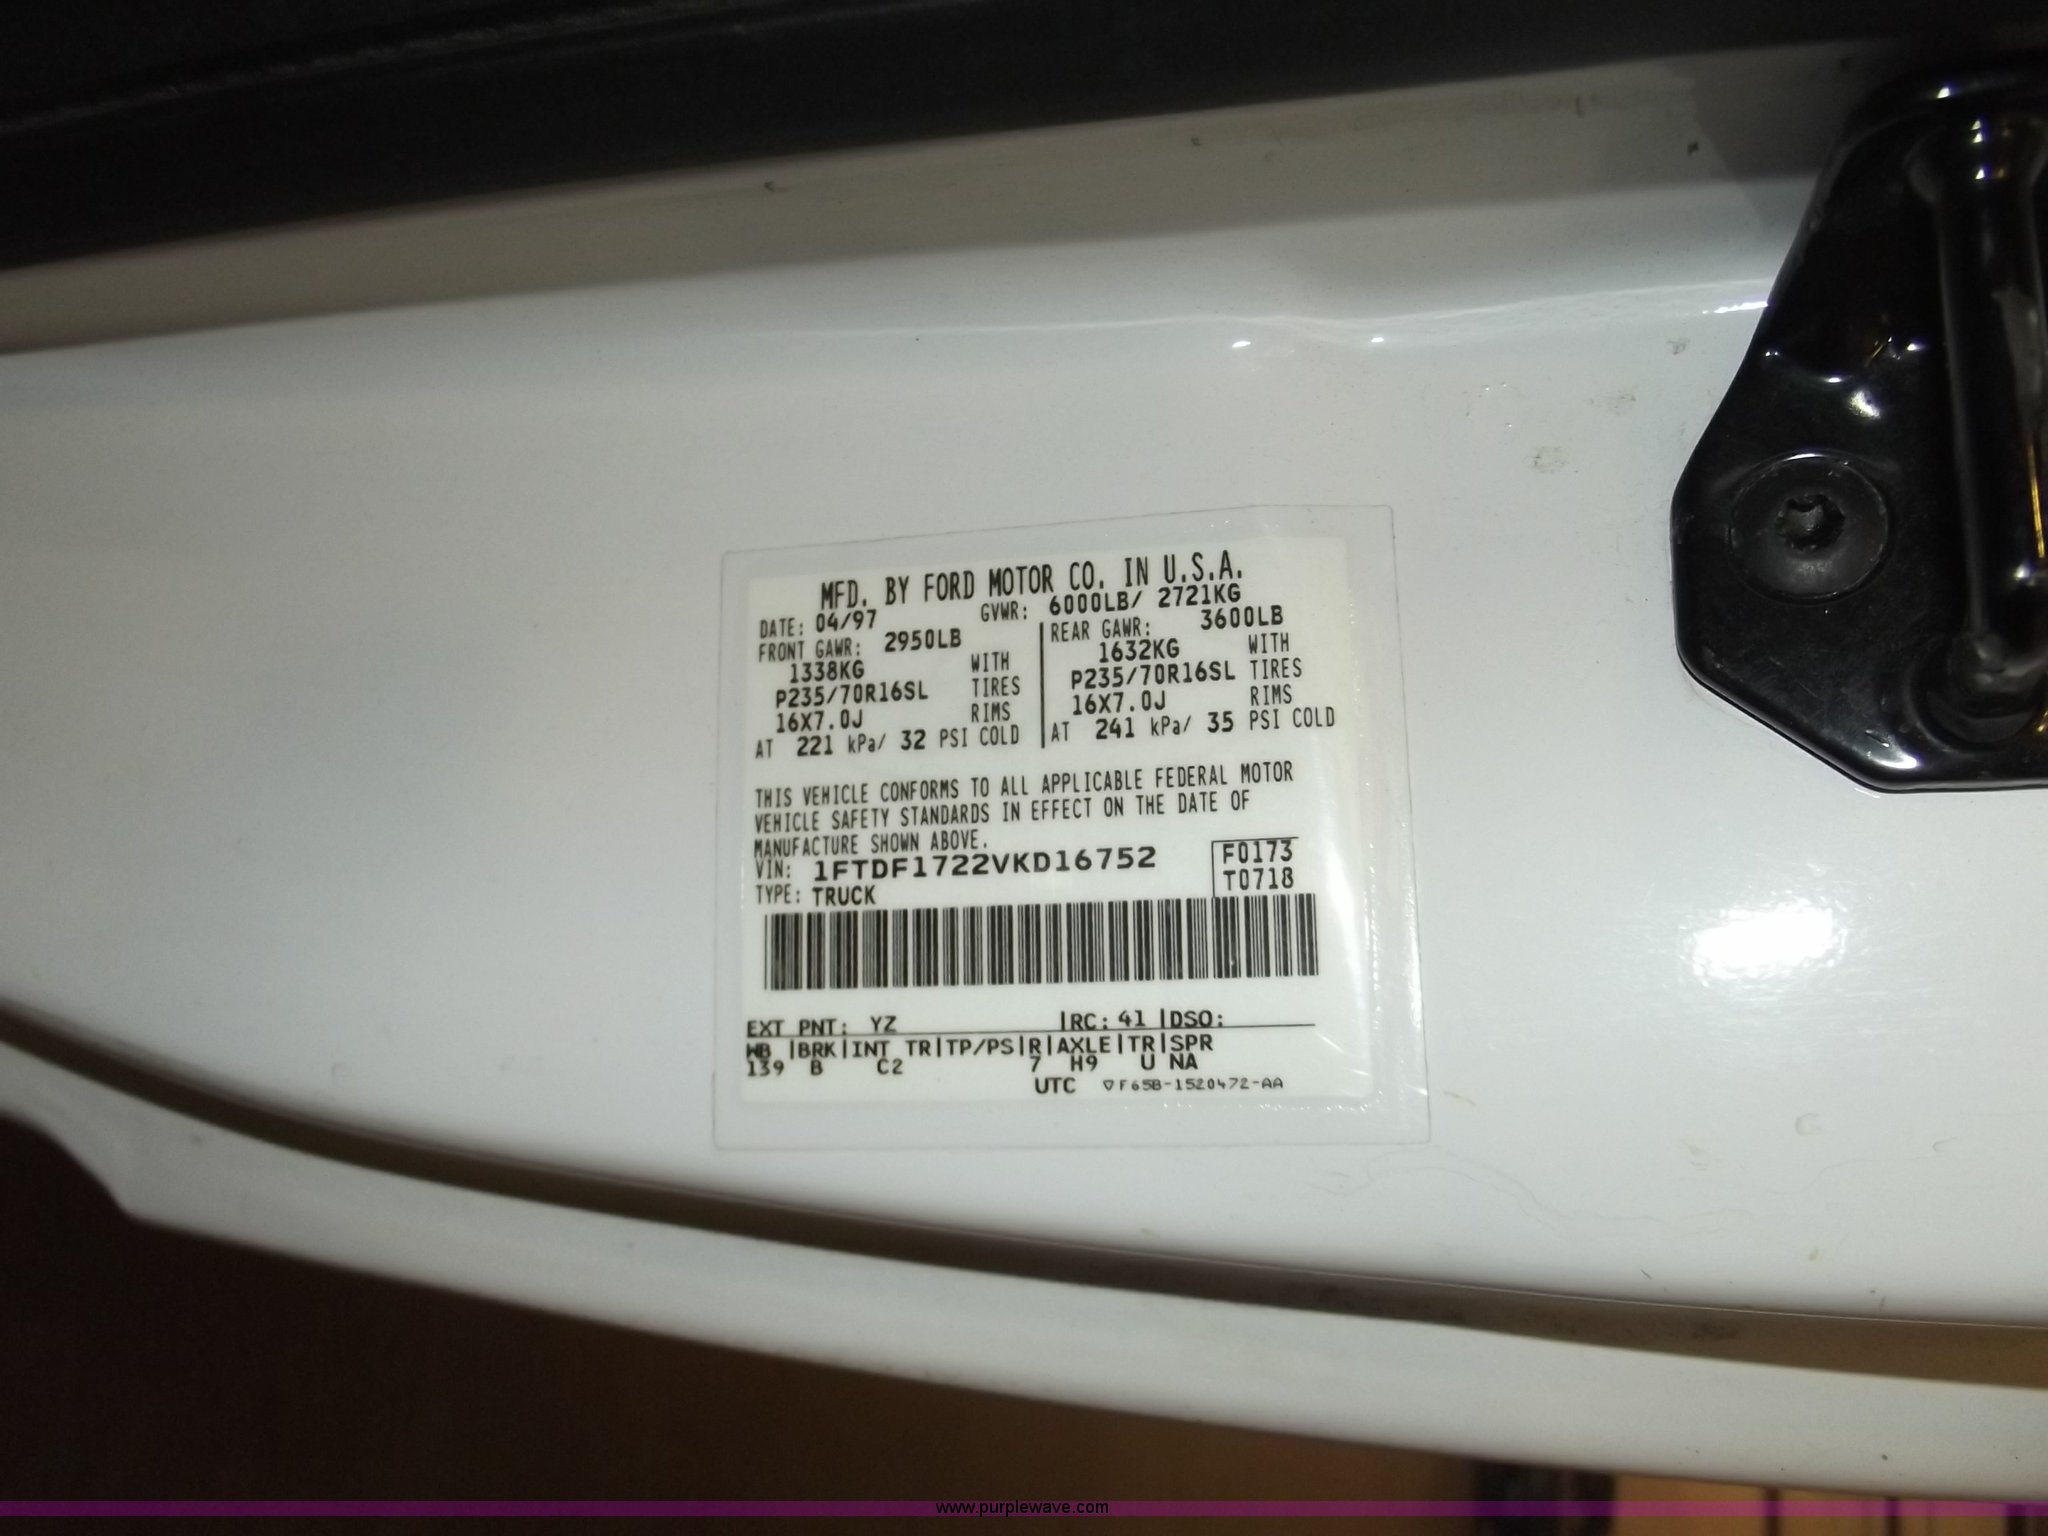 MFD. BY FORD MOTOR CO. IN U.S.A.
DATE: 04/97 GVWR: 6000LB/ 2721KG
FRONT GAWR: 2950LB REAR GAWR: 3600LB
1338KG WITH 1632KG WITH
P235/70R16SL TIRES P235/70R16SL TIRES
16X7.0J RIMS 16X7.0J RIMS
AT 221 kPa/ 32 PSI COLD AT 241 kPa/ 35 PSI COLD
THIS VEHICLE CONFORMS TO ALL APPLICABLE FEDERAL MOTOR
VEHICLE SAFETY STANDARDS IN EFFECT ON THE DATE OF
MANUFACTURE SHOWN ABOVE.
VIN: 1FTDF1722VKD16752 F0173
TYPE: TRUCK T0718
EXT PNT: YZ |RC: 41 |DSO:
WB |BRK|INT TR|TP/PS|R|AXLE|TR|SPR
139 B C2 7 H9 U NA
UTC ▽F65B-1520472-AA
www.purplewave.com